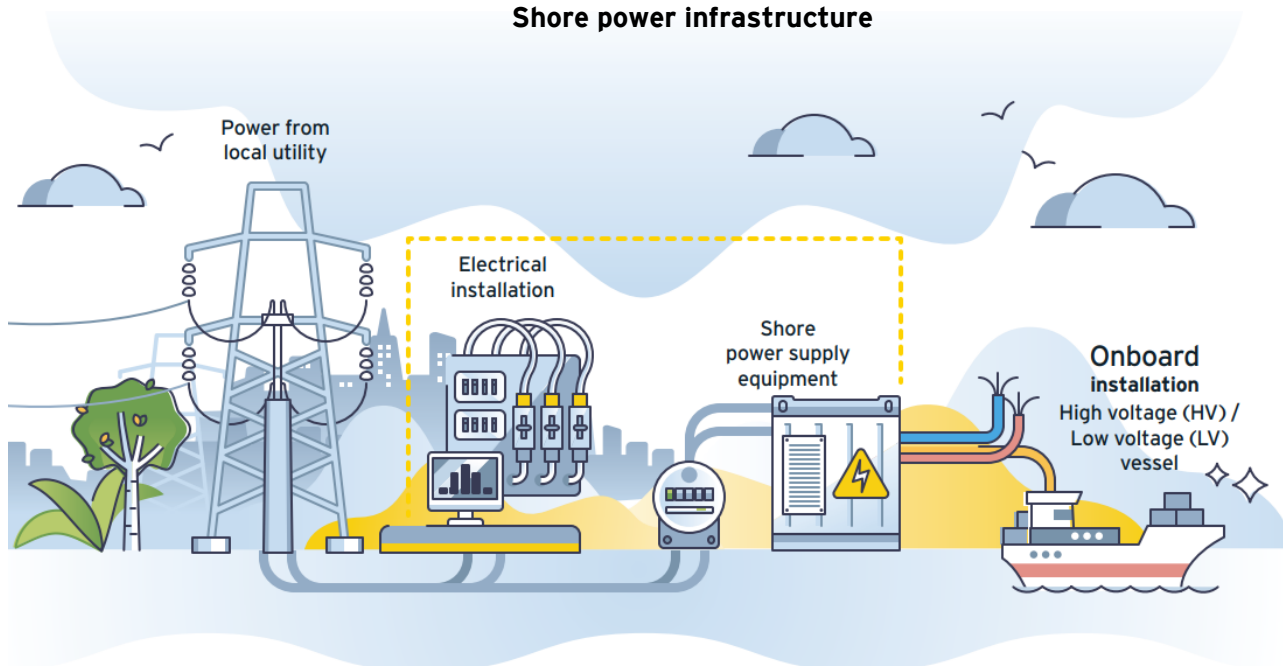 Shore power infrastructure
Power from
local utility
Electrical
installation
Shore
power supply
equipment
Onboard
installation
High voltage (HV) /
Low voltage (LV)
vessel